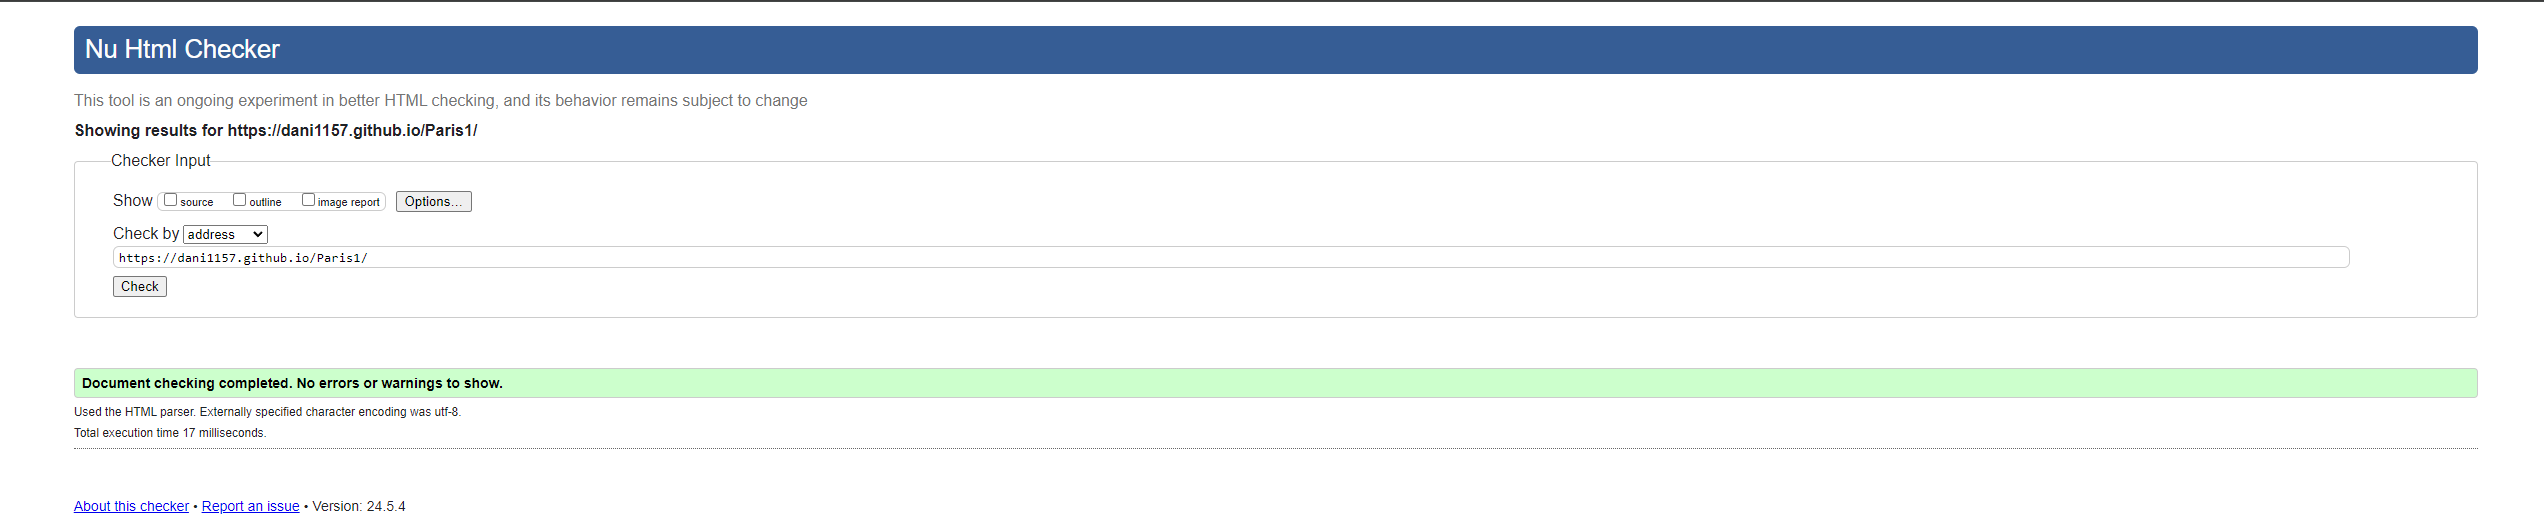 Nu Html Checker
This tool is an ongoing experiment in better HTML checking, and its behavior remains subject to change
Showing results for https://dani1157.github.io/Paris1/
Checker Input
Show source outline image report Options...
Check by address
https://dani1157.github.io/Paris1/
Check
Document checking completed. No errors or warnings to show.
Used the HTML parser. Externally specified character encoding was utf-8.
Total execution time 17 milliseconds.
About this checker • Report an issue • Version: 24.5.4